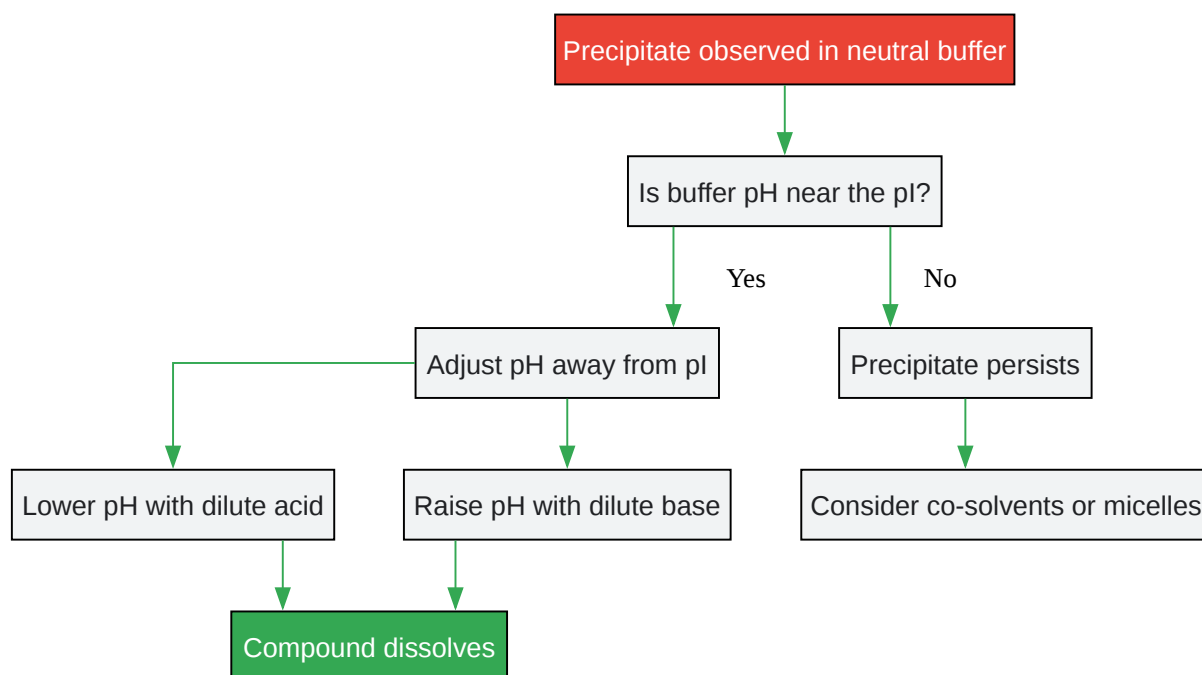 Precipitate observed in neutral buffer
Is buffer pH near the pI?
Yes
No
Adjust pH away from pI
Precipitate persists
Lower pH with dilute acid
Raise pH with dilute base
Consider co-solvents or micelles
Compound dissolves